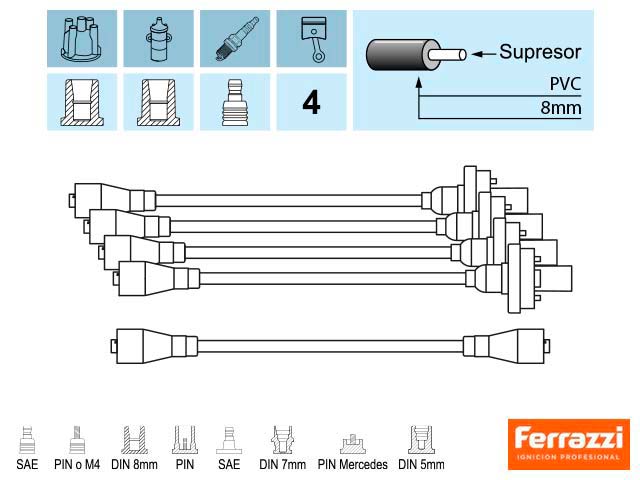 Supresor
PVC
4
8mm
SAE PIN o M4 DIN 8mm PIN SAE DIN 7mm PIN Mercedes DIN 5mm
Ferrazzi
IGNICION PROFESIONAL